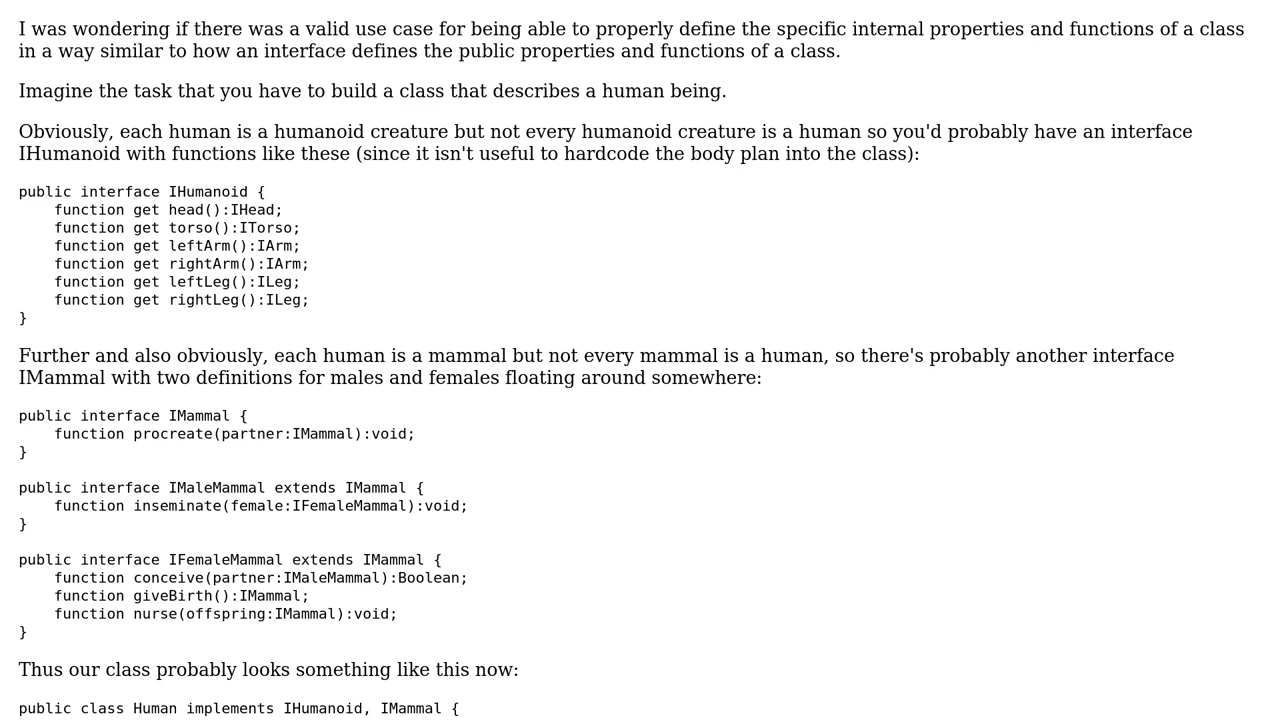 I was wondering if there was a valid use case for being able to properly define the specific internal properties and functions of a class
in a way similar to how an interface defines the public properties and functions of a class.
Imagine the task that you have to build a class that describes a human being.
Obviously, each human is a humanoid creature but not every humanoid creature is a human so you'd probably have an interface
IHumanoid with functions like these (since it isn't useful to hardcode the body plan into the class):
public interface IHumanoid {
    function get head():IHead;
    function get torso():ITorso;
    function get leftArm():IArm;
    function get rightArm():IArm;
    function get leftLeg():ILeg;
    function get rightLeg():ILeg;
}
Further and also obviously, each human is a mammal but not every mammal is a human, so there's probably another interface
IMammal with two definitions for males and females floating around somewhere:
public interface IMammal {
    function procreate(partner:IMammal):void;
}
public interface IMaleMammal extends IMammal {
    function inseminate(female:IFemaleMammal):void;
}
public interface IFemaleMammal extends IMammal {
    function conceive(partner:IMaleMammal):Boolean;
    function giveBirth():IMammal;
    function nurse(offspring:IMammal):void;
}
Thus our class probably looks something like this now:
public class Human implements IHumanoid, IMammal {